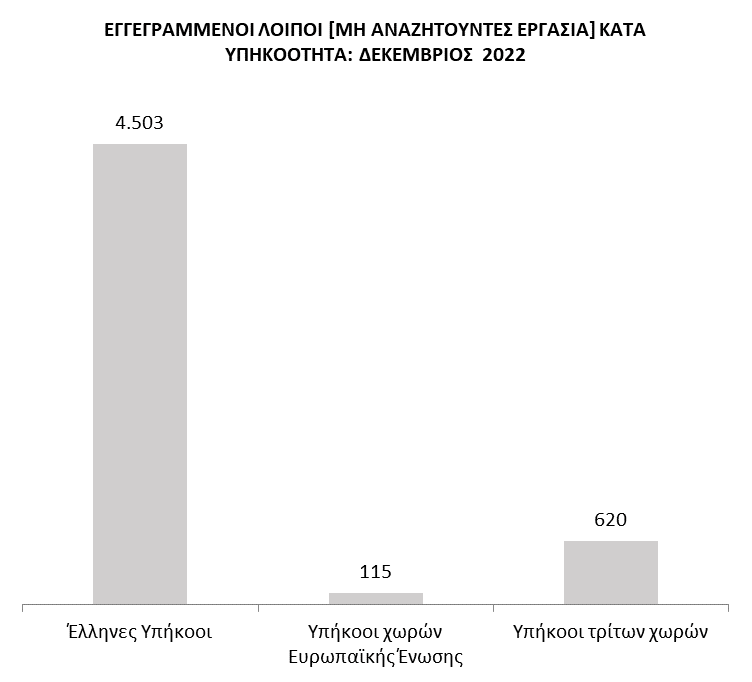 ΕΓΓΕΓΡΑΜΜΕΝΟΙ ΛΟΙΠΟΙ [ΜΗ ΑΝΑΖΗΤΟΥΝΤΕΣ ΕΡΓΑΣΙΑ] ΚΑΤΑ
ΥΠΗΚΟΟΤΗΤΑ: ΔΕΚΕΜΒΡΙΟΣ 2022
4.503
115
620
Έλληνες Υπήκοοι
Υπήκοοι χωρών
Ευρωπαϊκής Ένωσης
Υπήκοοι τρίτων χωρών